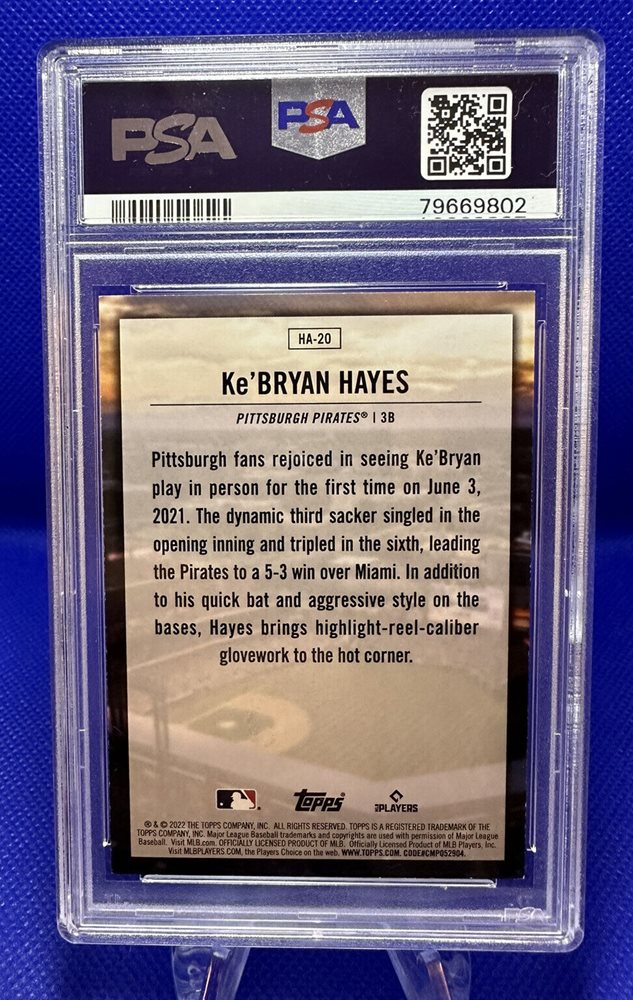 PSA
PSA
79669802
HA-20
Ke'BRYAN HAYES
PITTSBURGH PIRATES® | 3B
Pittsburgh fans rejoiced in seeing Ke'Bryan
play in person for the first time on June 3,
2021. The dynamic third sacker singled in the
opening inning and tripled in the sixth, leading
the Pirates to a 5-3 win over Miami. In addition
to his quick bat and aggressive style on the
bases, Hayes brings highlight-reel-caliber
glovework to the hot corner.
Topps®
MLB PLAYERS
® & © 2022 THE TOPPS COMPANY, INC. ALL RIGHTS RESERVED. TOPPS IS A REGISTERED TRADEMARK OF THE
TOPPS COMPANY, INC. Major League Baseball trademarks and copyrights are used with permission of Major League
Baseball. Visit MLB.com. OFFICIALLY LICENSED PRODUCT OF MLB. Officially Licensed Product of MLB Players, Inc.
Visit MLBPLAYERS.COM, the Players Choice on the web. WWW.TOPPS.COM. CODE#CMP052904.